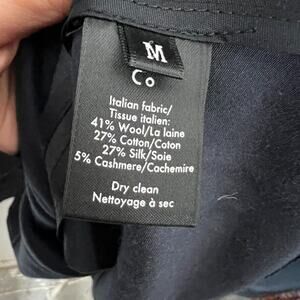 M
Co
Italian fabric/
Tissue italien:
41% Wool/La laine
27% Cotton/Coton
27% Silk/Soie
5% Cashmere/Cachemire
Dry clean
Nettoyage à sec